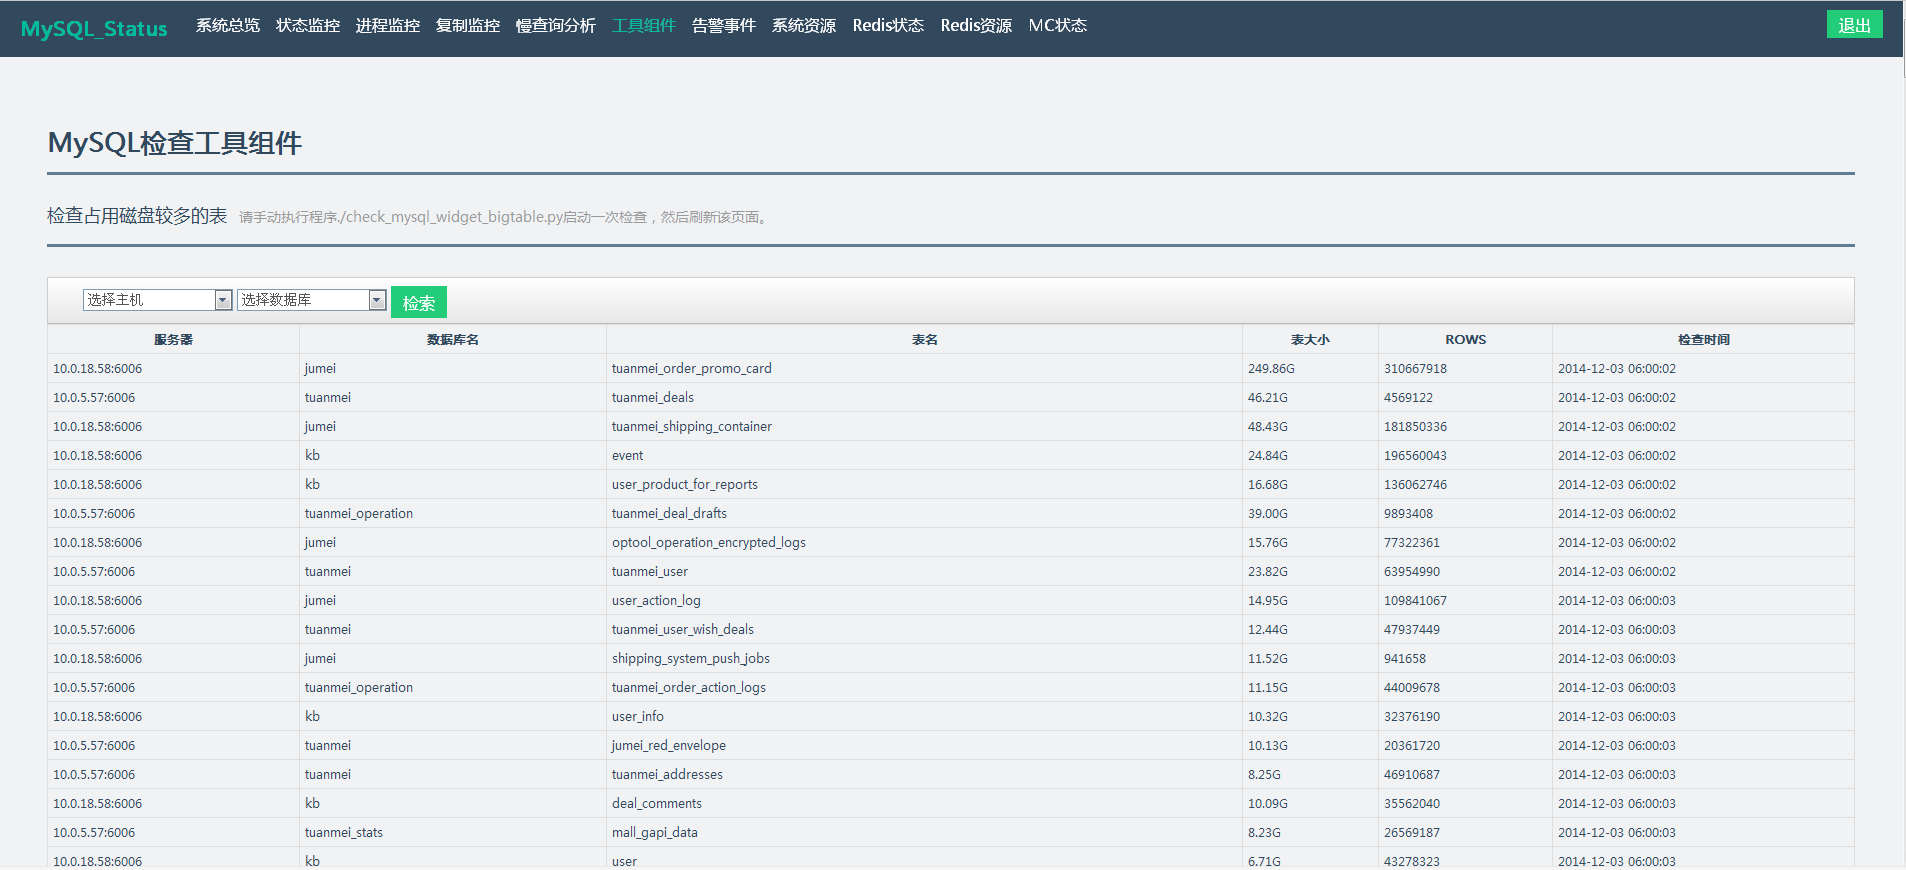 MySQL_Status 系统总览 状态监控 进程监控 复制监控 慢查询分析 工具组件 告警事件 系统资源 Redis状态 Redis资源 MC状态 退出
MySQL检查工具组件
检查占用磁盘较多的表 请手动执行程序./check_mysql_widget_bigtable.py启动一次检查，然后刷新该页面。
选择主机 选择数据库 检索
服务器 数据库名 表名 表大小 ROWS 检查时间
10.0.18.58:6006 jumei tuanmei_order_promo_card 249.86G 310667918 2014-12-03 06:00:02
10.0.5.57:6006 tuanmei tuanmei_deals 46.21G 4569122 2014-12-03 06:00:02
10.0.18.58:6006 jumei tuanmei_shipping_container 48.43G 181850336 2014-12-03 06:00:02
10.0.18.58:6006 kb event 24.84G 196560043 2014-12-03 06:00:02
10.0.18.58:6006 kb user_product_for_reports 16.68G 136062746 2014-12-03 06:00:02
10.0.5.57:6006 tuanmei_operation tuanmei_deal_drafts 39.00G 9893408 2014-12-03 06:00:02
10.0.18.58:6006 jumei optool_operation_encrypted_logs 15.76G 77322361 2014-12-03 06:00:02
10.0.5.57:6006 tuanmei tuanmei_user 23.82G 63954990 2014-12-03 06:00:02
10.0.18.58:6006 jumei user_action_log 14.95G 109841067 2014-12-03 06:00:03
10.0.5.57:6006 tuanmei tuanmei_user_wish_deals 12.44G 47937449 2014-12-03 06:00:03
10.0.18.58:6006 jumei shipping_system_push_jobs 11.52G 941658 2014-12-03 06:00:03
10.0.5.57:6006 tuanmei_operation tuanmei_order_action_logs 11.15G 44009678 2014-12-03 06:00:03
10.0.18.58:6006 kb user_info 10.32G 32376190 2014-12-03 06:00:03
10.0.5.57:6006 tuanmei jumei_red_envelope 10.13G 20361720 2014-12-03 06:00:03
10.0.5.57:6006 tuanmei tuanmei_addresses 8.25G 46910687 2014-12-03 06:00:03
10.0.18.58:6006 kb deal_comments 10.09G 35562040 2014-12-03 06:00:03
10.0.5.57:6006 tuanmei_stats mall_gapi_data 8.23G 26569187 2014-12-03 06:00:03
10.0.18.58:6006 kb user 6.71G 43278323 2014-12-03 06:00:03